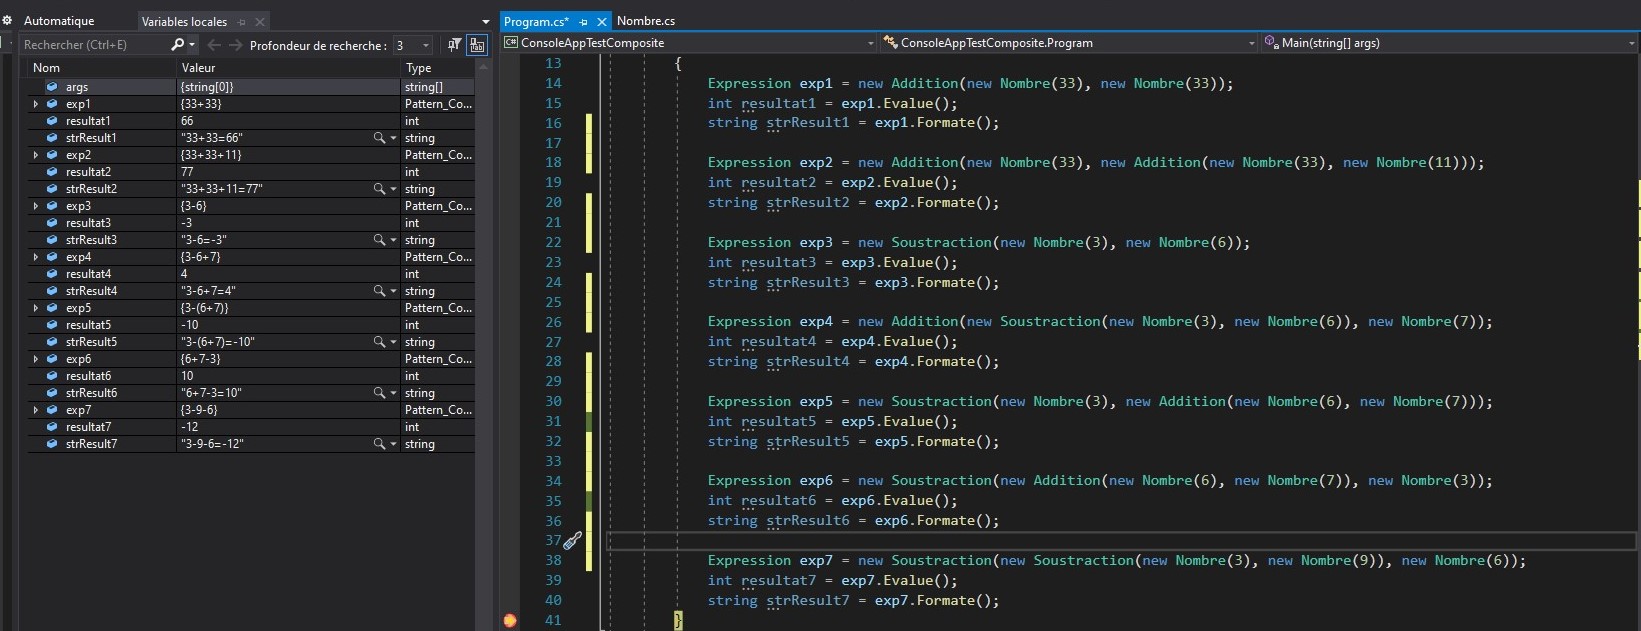 Automatique
Variables locales
Program.cs*
Nombre.cs
Rechercher (Ctrl+E)
Profondeur de recherche :
3
C# ConsoleAppTestComposite
ConsoleAppTestComposite.Program
Main(string[] args)
Nom Valeur Type
args {string[0]} string[]
exp1 {33+33} Pattern_Co...
resultat1 66 int
strResult1 "33+33=66" string
exp2 {33+33+11} Pattern_Co...
resultat2 77 int
strResult2 "33+33+11=77" string
exp3 {3-6} Pattern_Co...
resultat3 -3 int
strResult3 "3-6=-3" string
exp4 {3-6+7} Pattern_Co...
resultat4 4 int
strResult4 "3-6+7=4" string
exp5 {3-(6+7)} Pattern_Co...
resultat5 -10 int
strResult5 "3-(6+7)=-10" string
exp6 {6+7-3} Pattern_Co...
resultat6 10 int
strResult6 "6+7-3=10" string
exp7 {3-9-6} Pattern_Co...
resultat7 -12 int
strResult7 "3-9-6=-12" string
13 {
14 Expression exp1 = new Addition(new Nombre(33), new Nombre(33));
15 int resultat1 = exp1.Evalue();
16 string strResult1 = exp1.Formate();
17
18 Expression exp2 = new Addition(new Nombre(33), new Addition(new Nombre(33), new Nombre(11)));
19 int resultat2 = exp2.Evalue();
20 string strResult2 = exp2.Formate();
21
22 Expression exp3 = new Soustraction(new Nombre(3), new Nombre(6));
23 int resultat3 = exp3.Evalue();
24 string strResult3 = exp3.Formate();
25
26 Expression exp4 = new Addition(new Soustraction(new Nombre(3), new Nombre(6)), new Nombre(7));
27 int resultat4 = exp4.Evalue();
28 string strResult4 = exp4.Formate();
29
30 Expression exp5 = new Soustraction(new Nombre(3), new Addition(new Nombre(6), new Nombre(7)));
31 int resultat5 = exp5.Evalue();
32 string strResult5 = exp5.Formate();
33
34 Expression exp6 = new Soustraction(new Addition(new Nombre(6), new Nombre(7)), new Nombre(3));
35 int resultat6 = exp6.Evalue();
36 string strResult6 = exp6.Formate();
37
38 Expression exp7 = new Soustraction(new Soustraction(new Nombre(3), new Nombre(9)), new Nombre(6));
39 int resultat7 = exp7.Evalue();
40 string strResult7 = exp7.Formate();
41 }